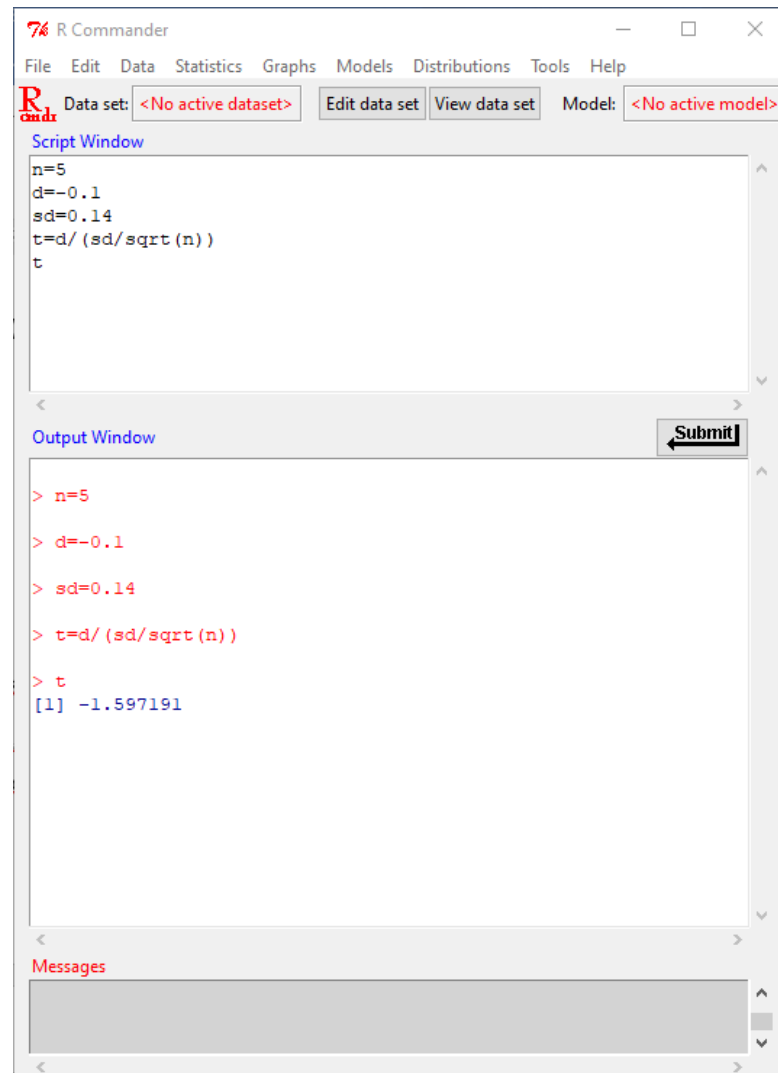 R Commander
File Edit Data Statistics Graphs Models Distributions Tools Help
R cmdr Data set: <No active dataset> Edit data set View data set Model: <No active model>
Script Window
n=5
d=-0.1
sd=0.14
t=d/(sd/sqrt(n))
t
Output Window Submit
> n=5
> d=-0.1
> sd=0.14
> t=d/(sd/sqrt(n))
> t
[1] -1.597191
Messages